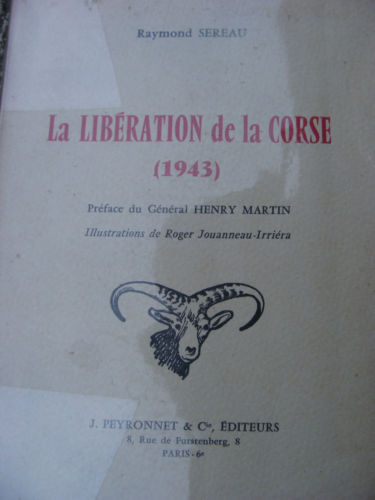 Raymond SEREAU
La LIBÉRATION de la CORSE
(1943)
Préface du Général HENRY MARTIN
Illustrations de Roger Jouanneau-Irriéra
J. PEYRONNET & Cie, ÉDITEURS
8, Rue de Furstenberg, 8
PARIS-6e